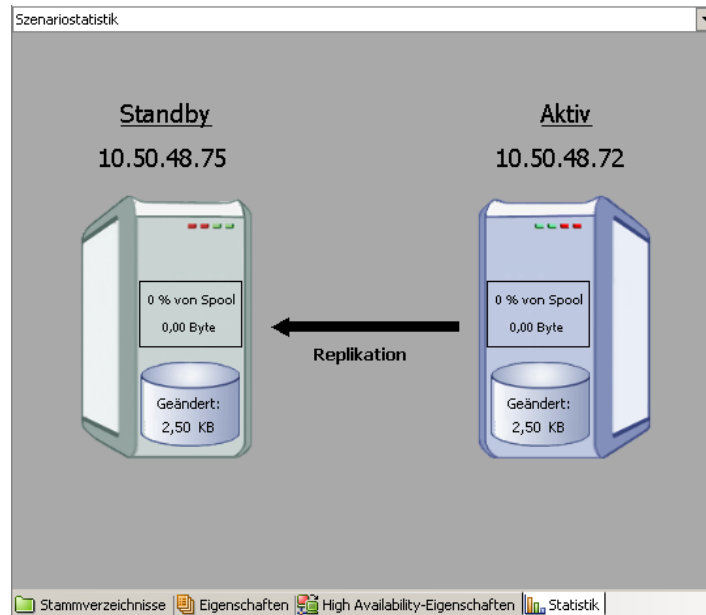 Szenariostatistik
Standby
Aktiv
10.50.48.75
10.50.48.72
0 % von Spool
0,00 Byte
0 % von Spool
0,00 Byte
Replikation
Geändert:
2,50 KB
Geändert:
2,50 KB
Stammverzeichnisse Eigenschaften High Availability-Eigenschaften Statistik